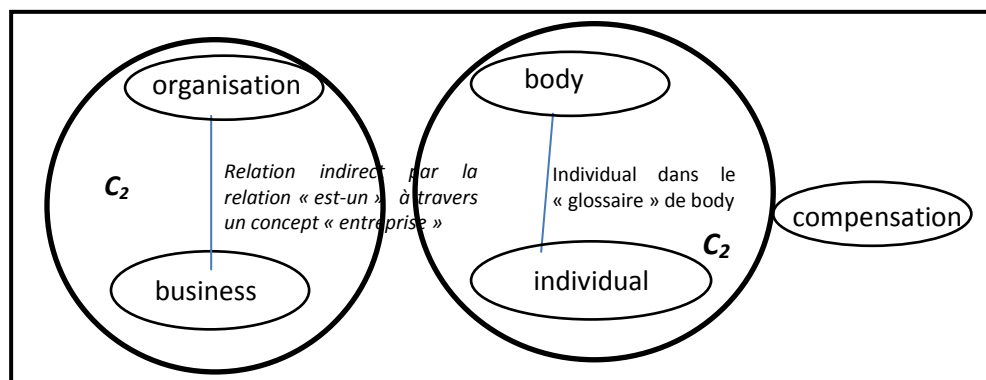 organisation
C2
Relation indirect par la
relation « est-un » à travers
un concept « entreprise »
business
body
Individual dans le
« glossaire » de body
C2
individual
compensation